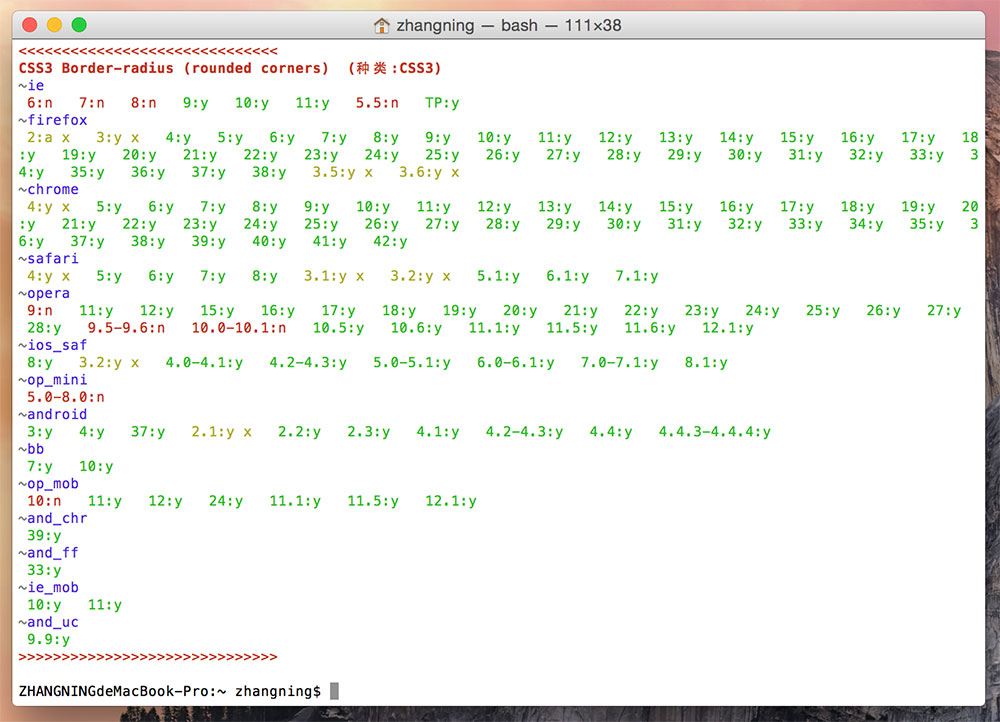 zhangning — bash — 111×38
<<<<<<<<<<<<<<<<<<<<<<<<<<<<<<
CSS3 Border-radius (rounded corners) (种类:CSS3)
~ie
6:n 7:n 8:n 9:y 10:y 11:y 5.5:n TP:y
~firefox
2:a x 3:y x 4:y 5:y 6:y 7:y 8:y 9:y 10:y 11:y 12:y 13:y 14:y 15:y 16:y 17:y 18
:y 19:y 20:y 21:y 22:y 23:y 24:y 25:y 26:y 27:y 28:y 29:y 30:y 31:y 32:y 33:y 3
4:y 35:y 36:y 37:y 38:y 3.5:y x 3.6:y x
~chrome
4:y x 5:y 6:y 7:y 8:y 9:y 10:y 11:y 12:y 13:y 14:y 15:y 16:y 17:y 18:y 19:y 20
:y 21:y 22:y 23:y 24:y 25:y 26:y 27:y 28:y 29:y 30:y 31:y 32:y 33:y 34:y 35:y 3
6:y 37:y 38:y 39:y 40:y 41:y 42:y
~safari
4:y x 5:y 6:y 7:y 8:y 3.1:y x 3.2:y x 5.1:y 6.1:y 7.1:y
~opera
9:n 11:y 12:y 15:y 16:y 17:y 18:y 19:y 20:y 21:y 22:y 23:y 24:y 25:y 26:y 27:y
28:y 9.5-9.6:n 10.0-10.1:n 10.5:y 10.6:y 11.1:y 11.5:y 11.6:y 12.1:y
~ios_saf
8:y 3.2:y x 4.0-4.1:y 4.2-4.3:y 5.0-5.1:y 6.0-6.1:y 7.0-7.1:y 8.1:y
~op_mini
5.0-8.0:n
~android
3:y 4:y 37:y 2.1:y x 2.2:y 2.3:y 4.1:y 4.2-4.3:y 4.4:y 4.4.3-4.4.4:y
~bb
7:y 10:y
~op_mob
10:n 11:y 12:y 24:y 11.1:y 11.5:y 12.1:y
~and_chr
39:y
~and_ff
33:y
~ie_mob
10:y 11:y
~and_uc
9.9:y
>>>>>>>>>>>>>>>>>>>>>>>>>>>>>>
ZHANGNINGdeMacBook-Pro:~ zhangning$